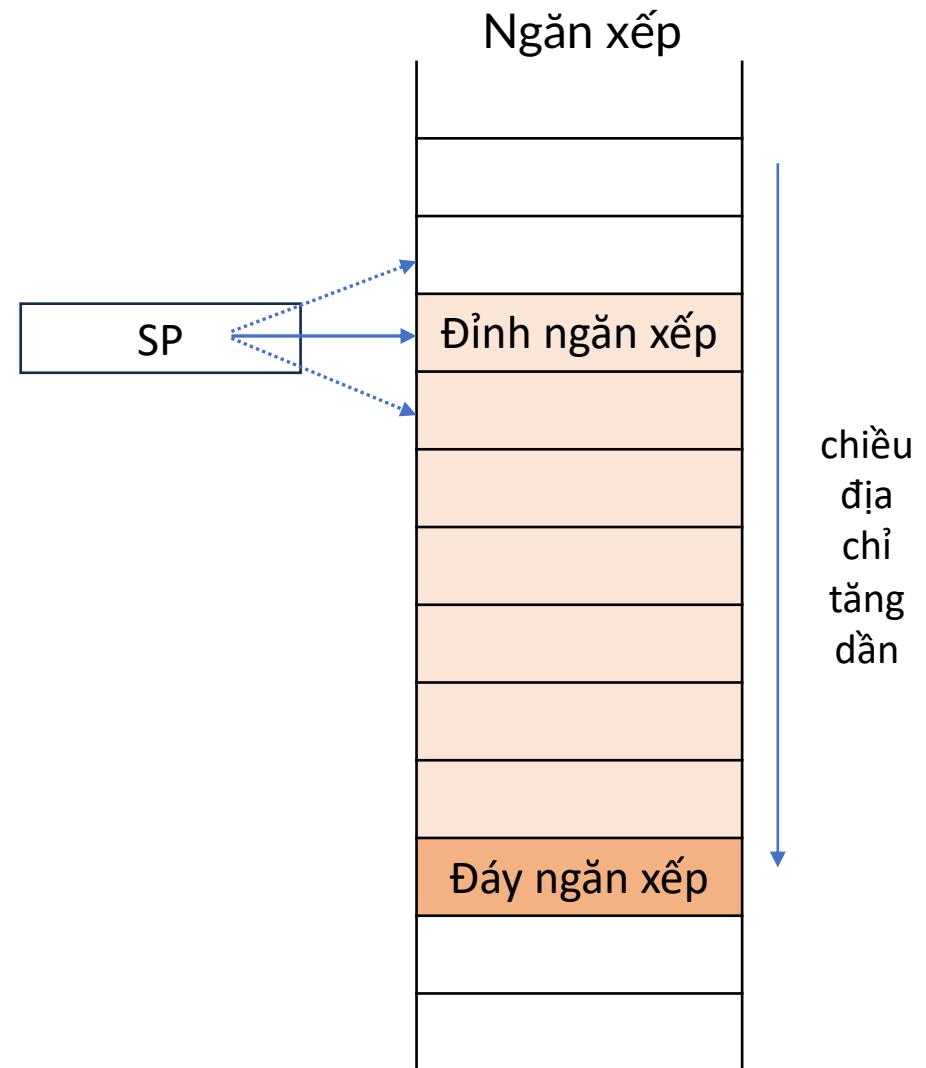 Ngăn xếp
SP
Đỉnh ngăn xếp
chiều
địa
chỉ
tăng
dần
Đáy ngăn xếp